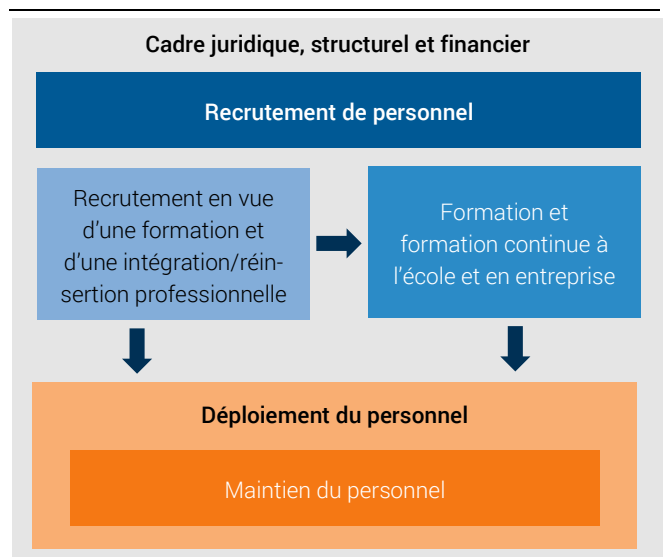 Cadre juridique, structurel et financier
Recrutement de personnel
Recrutement en vue
d'une formation et
d'une intégration/réin-
sertion professionnelle
Formation et
formation continue à
l'école et en entreprise
Déploiement du personnel
Maintien du personnel